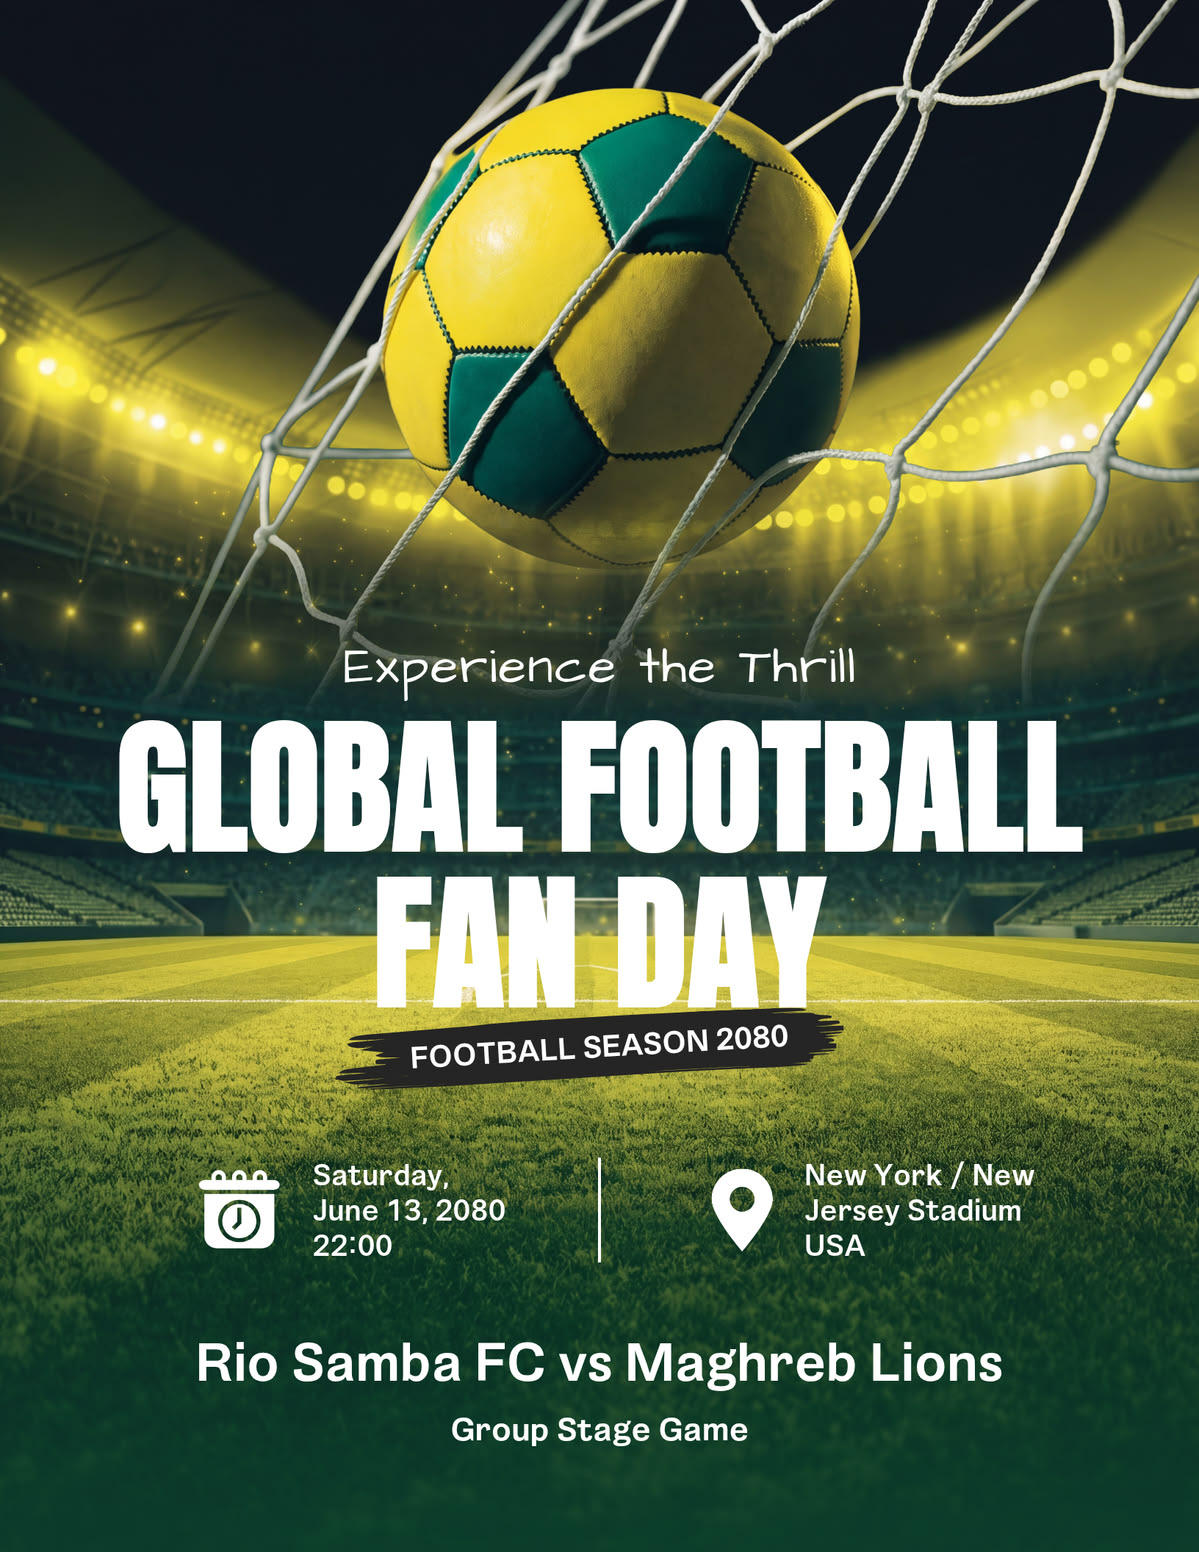 Experience the Thrill
GLOBAL FOOTBALL
FAN DAY
FOOTBALL SEASON 2080
Saturday,
June 13, 2080
22:00
New York / New
Jersey Stadium
USA
Rio Samba FC vs Maghreb Lions
Group Stage Game